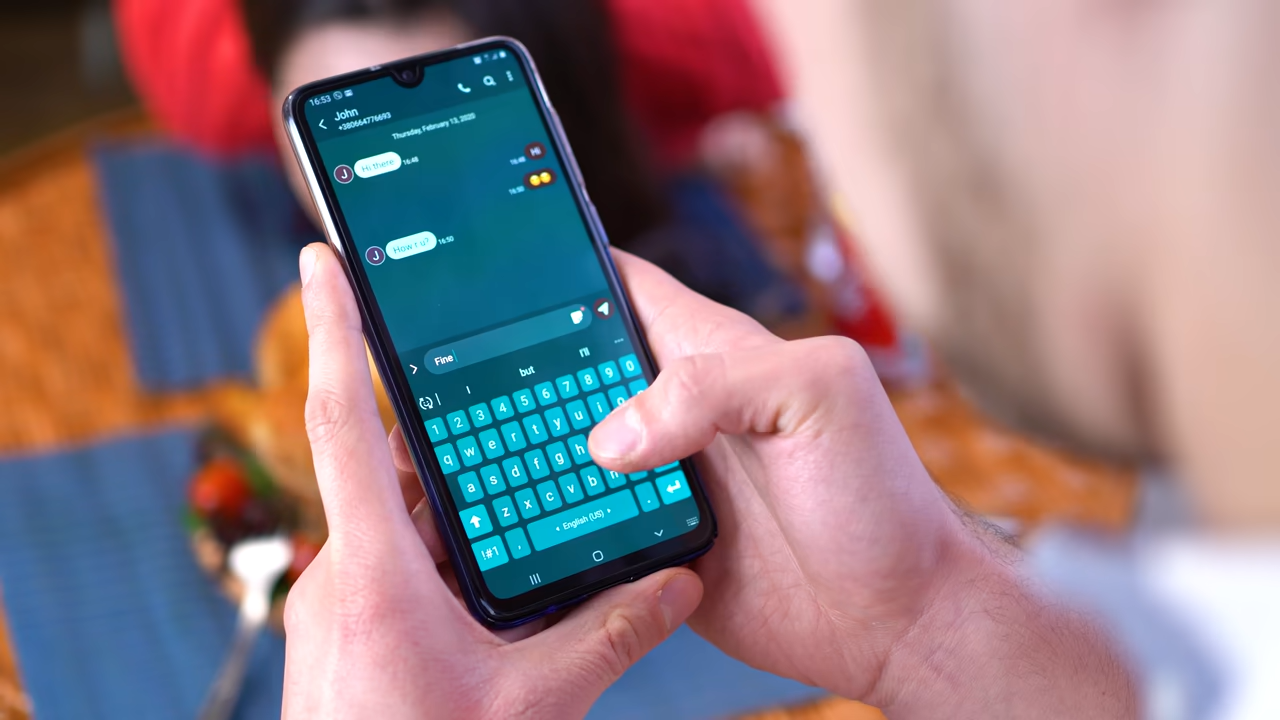 16:53
John
+380664776693
Thursday, February 13, 2020
J Hi there 16:48
16:48 Hi
16:50
J How r u? 16:50
Fine
I but I'll
1 2 3 4 5 6 7 8 9 0
q w e r t y u i o
a s d f g h
z x c v b n
!#1 , < English (US) > .